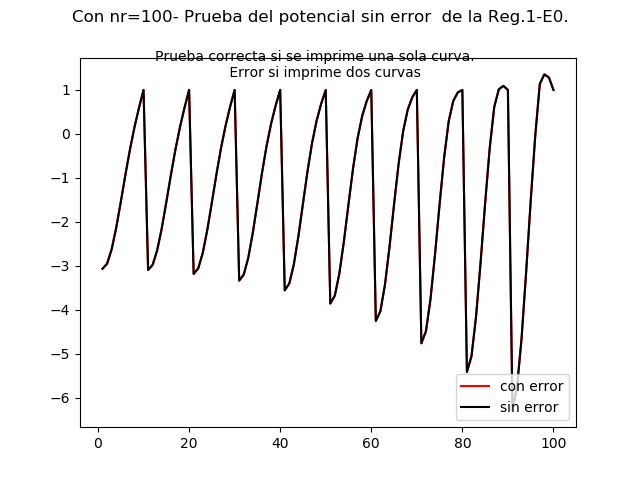 Con nr=100- Prueba del potencial sin error  de la Reg.1-E0.
Prueba correcta si se imprime una sola curva.
Error si imprime dos curvas
1
0
−1
−2
−3
−4
−5
−6
con error
sin error
0 20 40 60 80 100